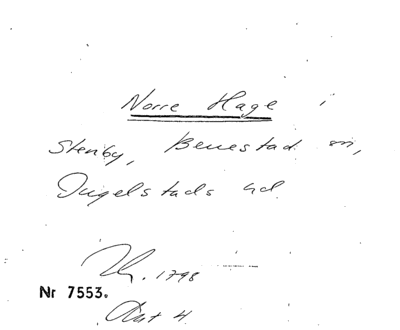 Norre Hage i
Stenby, Benestad sn,
Ingelstads hd
1798
Nr 7553.
Akt 4